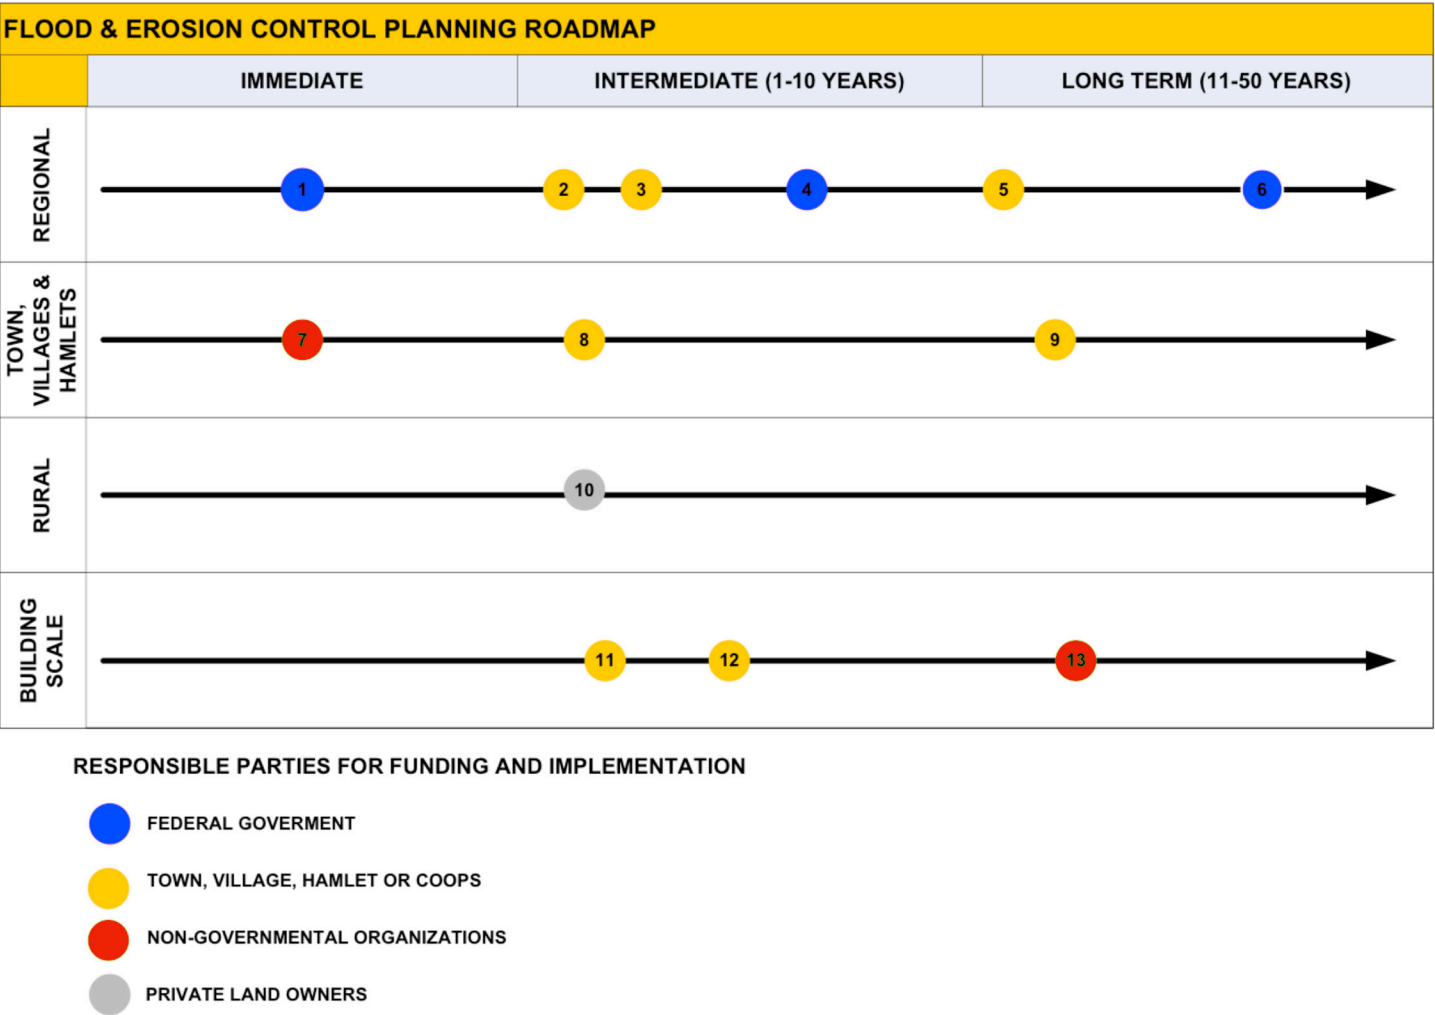 FLOOD & EROSION CONTROL PLANNING ROADMAP
IMMEDIATE
INTERMEDIATE (1-10 YEARS)
LONG TERM (11-50 YEARS)
REGIONAL
1
2
3
4
5
6
TOWN,
VILLAGES &
HAMLETS
7
8
9
RURAL
10
BUILDING
SCALE
11
12
13
RESPONSIBLE PARTIES FOR FUNDING AND IMPLEMENTATION
FEDERAL GOVERMENT
TOWN, VILLAGE, HAMLET OR COOPS
NON-GOVERNMENTAL ORGANIZATIONS
PRIVATE LAND OWNERS